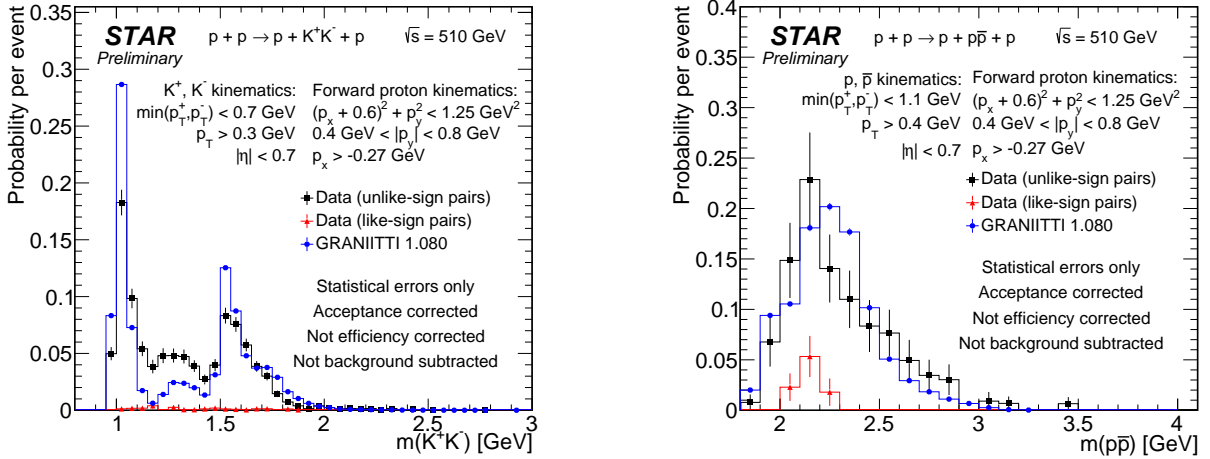 Probability per event
0.35
0.3
0.25
0.2
0.15
0.1
0.05
0
STAR
Preliminary
p + p → p + K⁺K⁻ + p √s = 510 GeV
K⁺, K⁻ kinematics: Forward proton kinematics:
min(p_T⁺,p_T⁻) < 0.7 GeV (p_x + 0.6)² + p_y² < 1.25 GeV²
p_T > 0.3 GeV 0.4 GeV < |p_y| < 0.8 GeV
|η| < 0.7 p_x > -0.27 GeV
Data (unlike-sign pairs)
Data (like-sign pairs)
GRANIITTI 1.080
Statistical errors only
Acceptance corrected
Not efficiency corrected
Not background subtracted
1 1.5 2 2.5 3
m(K⁺K⁻) [GeV]
Probability per event
0.4
0.35
0.3
0.25
0.2
0.15
0.1
0.05
0
STAR
Preliminary
p + p → p + pp̅ + p √s = 510 GeV
p, p̅ kinematics: Forward proton kinematics:
min(p_T⁺,p_T⁻) < 1.1 GeV (p_x + 0.6)² + p_y² < 1.25 GeV²
p_T > 0.4 GeV 0.4 GeV < |p_y| < 0.8 GeV
|η| < 0.7 p_x > -0.27 GeV
Data (unlike-sign pairs)
Data (like-sign pairs)
GRANIITTI 1.080
Statistical errors only
Acceptance corrected
Not efficiency corrected
Not background subtracted
2 2.5 3 3.5 4
m(pp̅) [GeV]